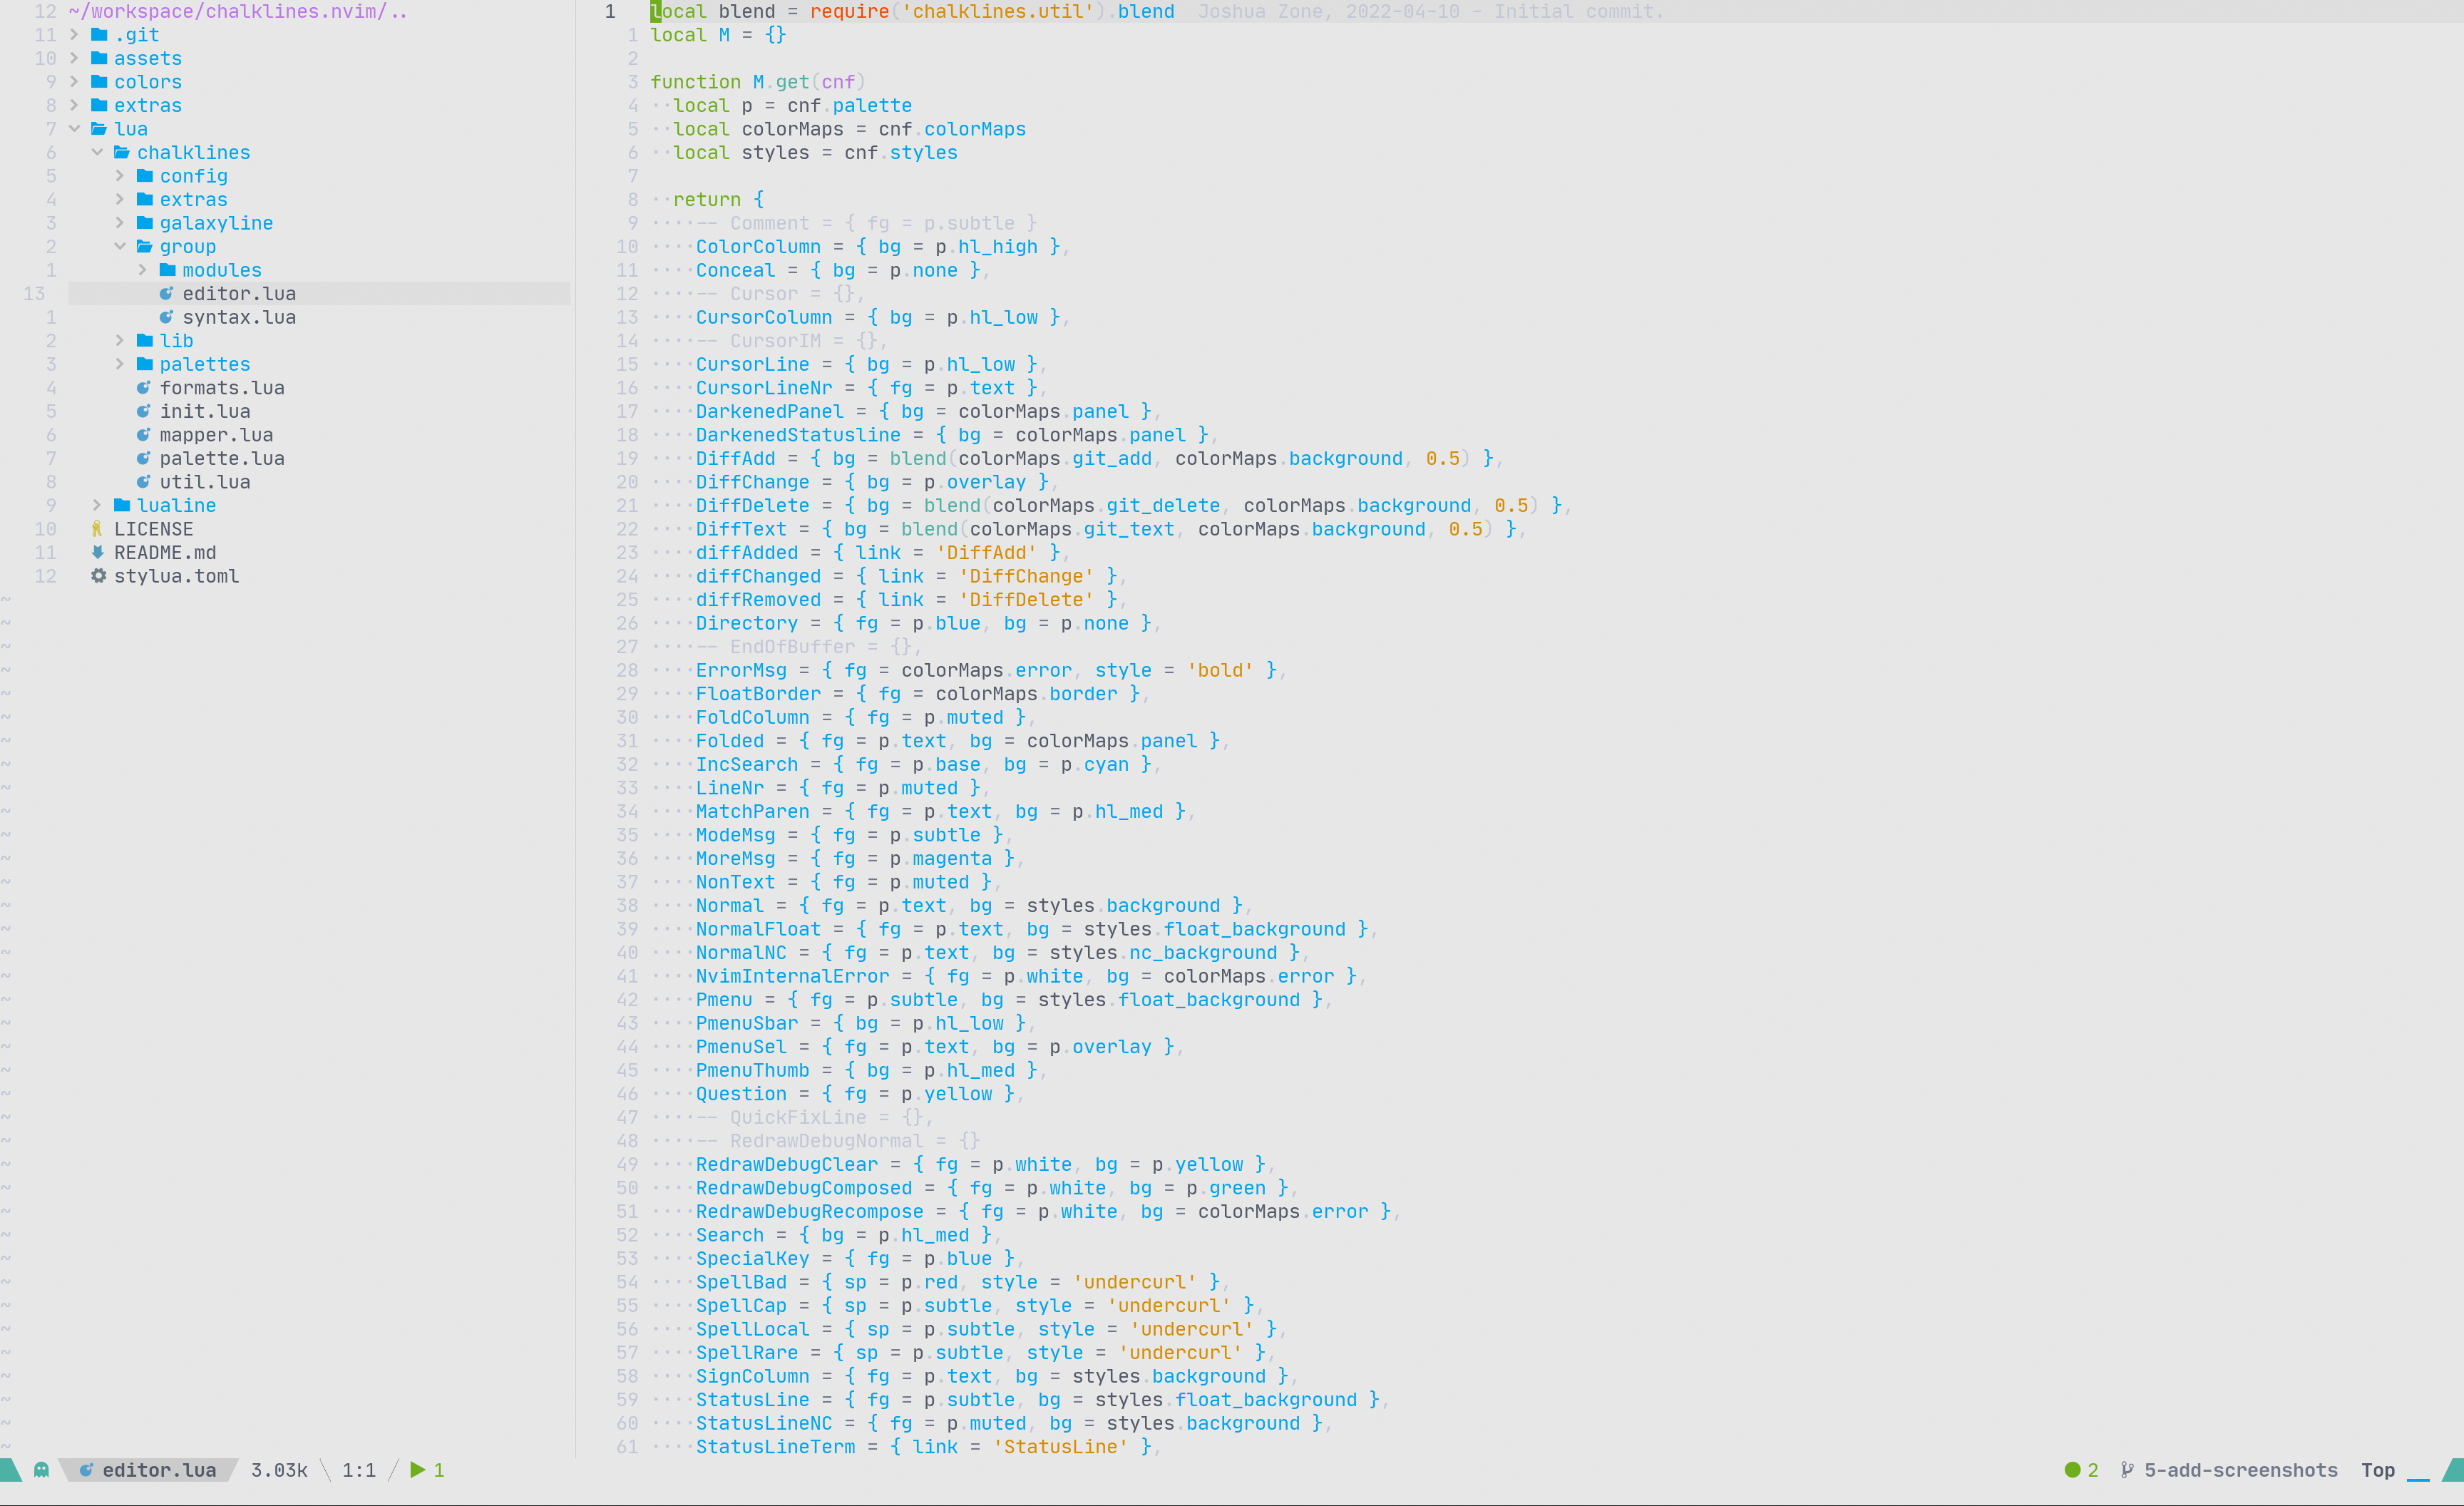 12 ~/workspace/chalklines.nvim/..
11 .git
10 assets
9 colors
8 extras
7 lua
6 chalklines
5 config
4 extras
3 galaxyline
2 group
1 modules
13 editor.lua
1 syntax.lua
2 lib
3 palettes
4 formats.lua
5 init.lua
6 mapper.lua
7 palette.lua
8 util.lua
9 lualine
10 LICENSE
11 README.md
12 stylua.toml
1 local blend = require('chalklines.util').blend Joshua Zone, 2022-04-10 - Initial commit.
1 local M = {}
2
3 function M.get(cnf)
4 ··local p = cnf.palette
5 ··local colorMaps = cnf.colorMaps
6 ··local styles = cnf.styles
7
8 ··return {
9 ····-- Comment = { fg = p.subtle }
10 ····ColorColumn = { bg = p.hl_high },
11 ····Conceal = { bg = p.none },
12 ····-- Cursor = {},
13 ····CursorColumn = { bg = p.hl_low },
14 ····-- CursorIM = {},
15 ····CursorLine = { bg = p.hl_low },
16 ····CursorLineNr = { fg = p.text },
17 ····DarkenedPanel = { bg = colorMaps.panel },
18 ····DarkenedStatusline = { bg = colorMaps.panel },
19 ····DiffAdd = { bg = blend(colorMaps.git_add, colorMaps.background, 0.5) },
20 ····DiffChange = { bg = p.overlay },
21 ····DiffDelete = { bg = blend(colorMaps.git_delete, colorMaps.background, 0.5) },
22 ····DiffText = { bg = blend(colorMaps.git_text, colorMaps.background, 0.5) },
23 ····diffAdded = { link = 'DiffAdd' },
24 ····diffChanged = { link = 'DiffChange' },
25 ····diffRemoved = { link = 'DiffDelete' },
26 ····Directory = { fg = p.blue, bg = p.none },
27 ····-- EndOfBuffer = {},
28 ····ErrorMsg = { fg = colorMaps.error, style = 'bold' },
29 ····FloatBorder = { fg = colorMaps.border },
30 ····FoldColumn = { fg = p.muted },
31 ····Folded = { fg = p.text, bg = colorMaps.panel },
32 ····IncSearch = { fg = p.base, bg = p.cyan },
33 ····LineNr = { fg = p.muted },
34 ····MatchParen = { fg = p.text, bg = p.hl_med },
35 ····ModeMsg = { fg = p.subtle },
36 ····MoreMsg = { fg = p.magenta },
37 ····NonText = { fg = p.muted },
38 ····Normal = { fg = p.text, bg = styles.background },
39 ····NormalFloat = { fg = p.text, bg = styles.float_background },
40 ····NormalNC = { fg = p.text, bg = styles.nc_background },
41 ····NvimInternalError = { fg = p.white, bg = colorMaps.error },
42 ····Pmenu = { fg = p.subtle, bg = styles.float_background },
43 ····PmenuSbar = { bg = p.hl_low },
44 ····PmenuSel = { fg = p.text, bg = p.overlay },
45 ····PmenuThumb = { bg = p.hl_med },
46 ····Question = { fg = p.yellow },
47 ····-- QuickFixLine = {},
48 ····-- RedrawDebugNormal = {}
49 ····RedrawDebugClear = { fg = p.white, bg = p.yellow },
50 ····RedrawDebugComposed = { fg = p.white, bg = p.green },
51 ····RedrawDebugRecompose = { fg = p.white, bg = colorMaps.error },
52 ····Search = { bg = p.hl_med },
53 ····SpecialKey = { fg = p.blue },
54 ····SpellBad = { sp = p.red, style = 'undercurl' },
55 ····SpellCap = { sp = p.subtle, style = 'undercurl' },
56 ····SpellLocal = { sp = p.subtle, style = 'undercurl' },
57 ····SpellRare = { sp = p.subtle, style = 'undercurl' },
58 ····SignColumn = { fg = p.text, bg = styles.background },
59 ····StatusLine = { fg = p.subtle, bg = styles.float_background },
60 ····StatusLineNC = { fg = p.muted, bg = styles.background },
61 ····StatusLineTerm = { link = 'StatusLine' },
editor.lua 3.03k 1:1 1 2 5-add-screenshots Top